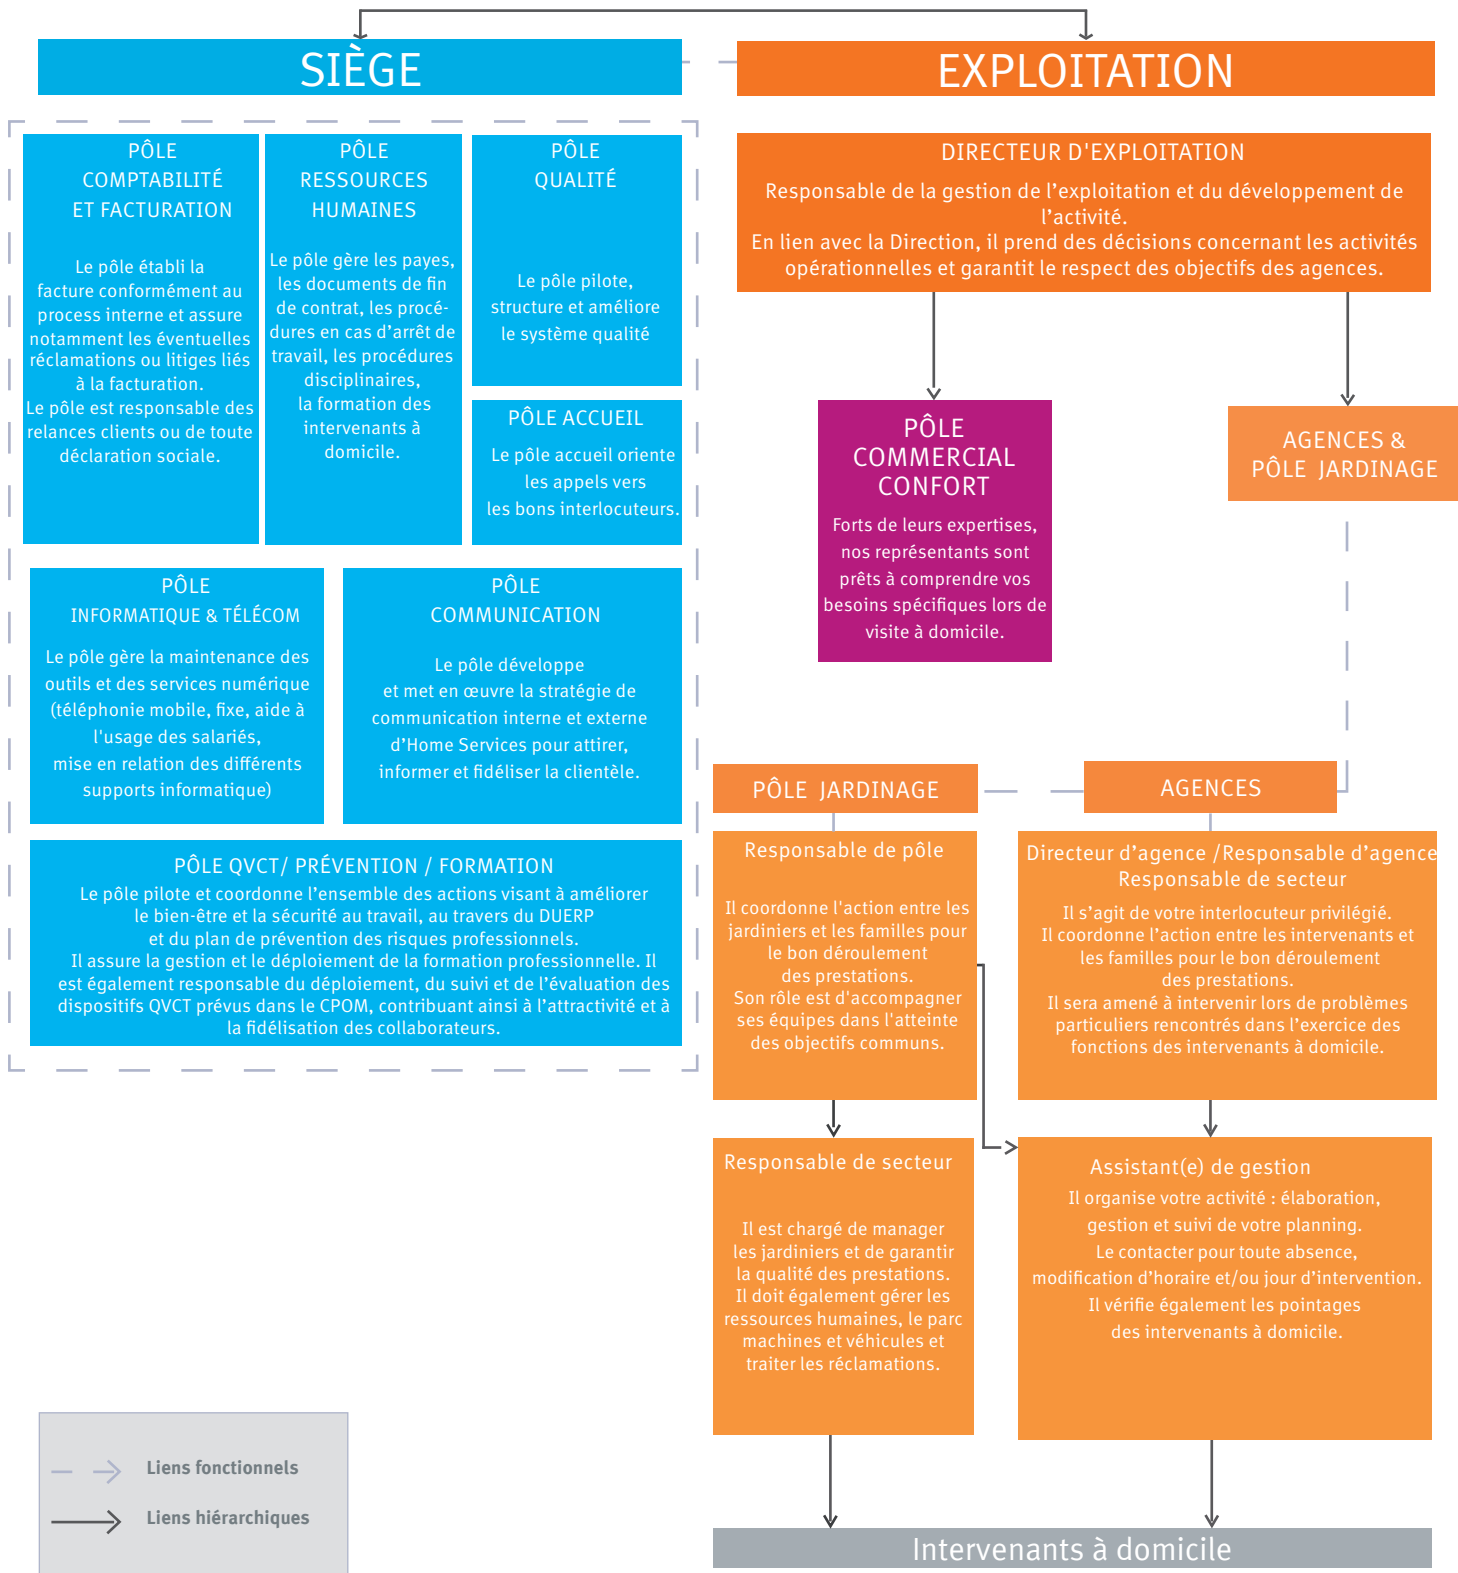 SIÈGE
EXPLOITATION
PÔLE
COMPTABILITÉ
ET FACTURATION
Le pôle établi la
facture conformément au
process interne et assure
notamment les éventuelles
réclamations ou litiges liés
à la facturation.
Le pôle est responsable des
relances clients ou de toute
déclaration sociale.
PÔLE
RESSOURCES
HUMAINES
Le pôle gère les payes,
les documents de fin
de contrat, les procé-
dures en cas d’arrêt de
travail, les procédures
disciplinaires,
la formation des
intervenants à
domicile.
PÔLE
QUALITÉ
Le pôle pilote,
structure et améliore
le système qualité
PÔLE ACCUEIL
Le pôle accueil oriente
les appels vers
les bons interlocuteurs.
PÔLE
INFORMATIQUE & TÉLÉCOM
Le pôle gère la maintenance des
outils et des services numérique
(téléphonie mobile, fixe, aide à
l'usage des salariés,
mise en relation des différents
supports informatique)
PÔLE
COMMUNICATION
Le pôle développe
et met en œuvre la stratégie de
communication interne et externe
d’Home Services pour attirer,
informer et fidéliser la clientèle.
PÔLE QVCT/ PRÉVENTION / FORMATION
Le pôle pilote et coordonne l’ensemble des actions visant à améliorer
le bien-être et la sécurité au travail, au travers du DUERP
et du plan de prévention des risques professionnels.
Il assure la gestion et le déploiement de la formation professionnelle. Il
est également responsable du déploiement, du suivi et de l’évaluation des
dispositifs QVCT prévus dans le CPOM, contribuant ainsi à l’attractivité et à
la fidélisation des collaborateurs.
DIRECTEUR D'EXPLOITATION
Responsable de la gestion de l’exploitation et du développement de
l’activité.
En lien avec la Direction, il prend des décisions concernant les activités
opérationnelles et garantit le respect des objectifs des agences.
PÔLE
COMMERCIAL
CONFORT
Forts de leurs expertises,
nos représentants sont
prêts à comprendre vos
besoins spécifiques lors de
visite à domicile.
AGENCES &
PÔLE JARDINAGE
PÔLE JARDINAGE
AGENCES
Responsable de pôle
Il coordonne l'action entre les
jardiniers et les familles pour
le bon déroulement
des prestations.
Son rôle est d'accompagner
ses équipes dans l'atteinte
des objectifs communs.
Directeur d’agence /Responsable d’agence
Responsable de secteur
Il s’agit de votre interlocuteur privilégié.
Il coordonne l’action entre les intervenants et
les familles pour le bon déroulement
des prestations.
Il sera amené à intervenir lors de problèmes
particuliers rencontrés dans l’exercice des
fonctions des intervenants à domicile.
Responsable de secteur
Il est chargé de manager
les jardiniers et de garantir
la qualité des prestations.
Il doit également gérer les
ressources humaines, le parc
machines et véhicules et
traiter les réclamations.
Assistant(e) de gestion
Il organise votre activité : élaboration,
gestion et suivi de votre planning.
Le contacter pour toute absence,
modification d’horaire et/ou jour d’intervention.
Il vérifie également les pointages
des intervenants à domicile.
Liens fonctionnels
Liens hiérarchiques
Intervenants à domicile